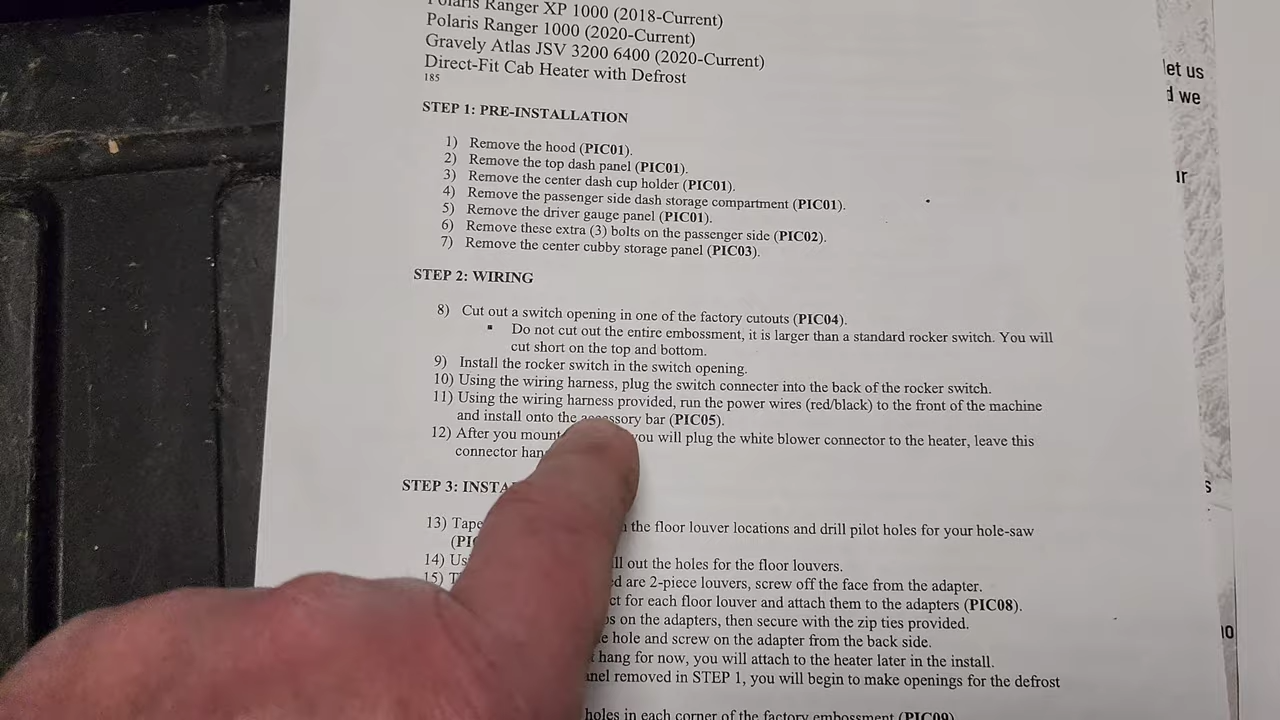 Polaris Ranger XP 1000 (2018-Current)
Polaris Ranger 1000 (2020-Current)
Gravely Atlas JSV 3200 6400 (2020-Current)
Direct-Fit Cab Heater with Defrost
185
STEP 1: PRE-INSTALLATION
1) Remove the hood (PIC01).
2) Remove the top dash panel (PIC01).
3) Remove the center dash cup holder (PIC01).
4) Remove the passenger side dash storage compartment (PIC01).
5) Remove the driver gauge panel (PIC01).
6) Remove these extra (3) bolts on the passenger side (PIC02).
7) Remove the center cubby storage panel (PIC03).
STEP 2: WIRING
8) Cut out a switch opening in one of the factory cutouts (PIC04).
▪ Do not cut out the entire embossment, it is larger than a standard rocker switch. You will
cut short on the top and bottom.
9) Install the rocker switch in the switch opening.
10) Using the wiring harness, plug the switch connecter into the back of the rocker switch.
11) Using the wiring harness provided, run the power wires (red/black) to the front of the machine
and install onto the accessory bar (PIC05).
12) After you mount you will plug the white blower connector to the heater, leave this
connector han
STEP 3: INSTA
13) Tape the floor louver locations and drill pilot holes for your hole-saw
(PIC
14) Us ll out the holes for the floor louvers.
15) T d are 2-piece louvers, screw off the face from the adapter.
ct for each floor louver and attach them to the adapters (PIC08).
on the adapters, then secure with the zip ties provided.
hole and screw on the adapter from the back side.
hang for now, you will attach to the heater later in the install.
nel removed in STEP 1, you will begin to make openings for the defrost
holes in each corner of the factory embossment (PIC09)
let us
d we
ur
s
10